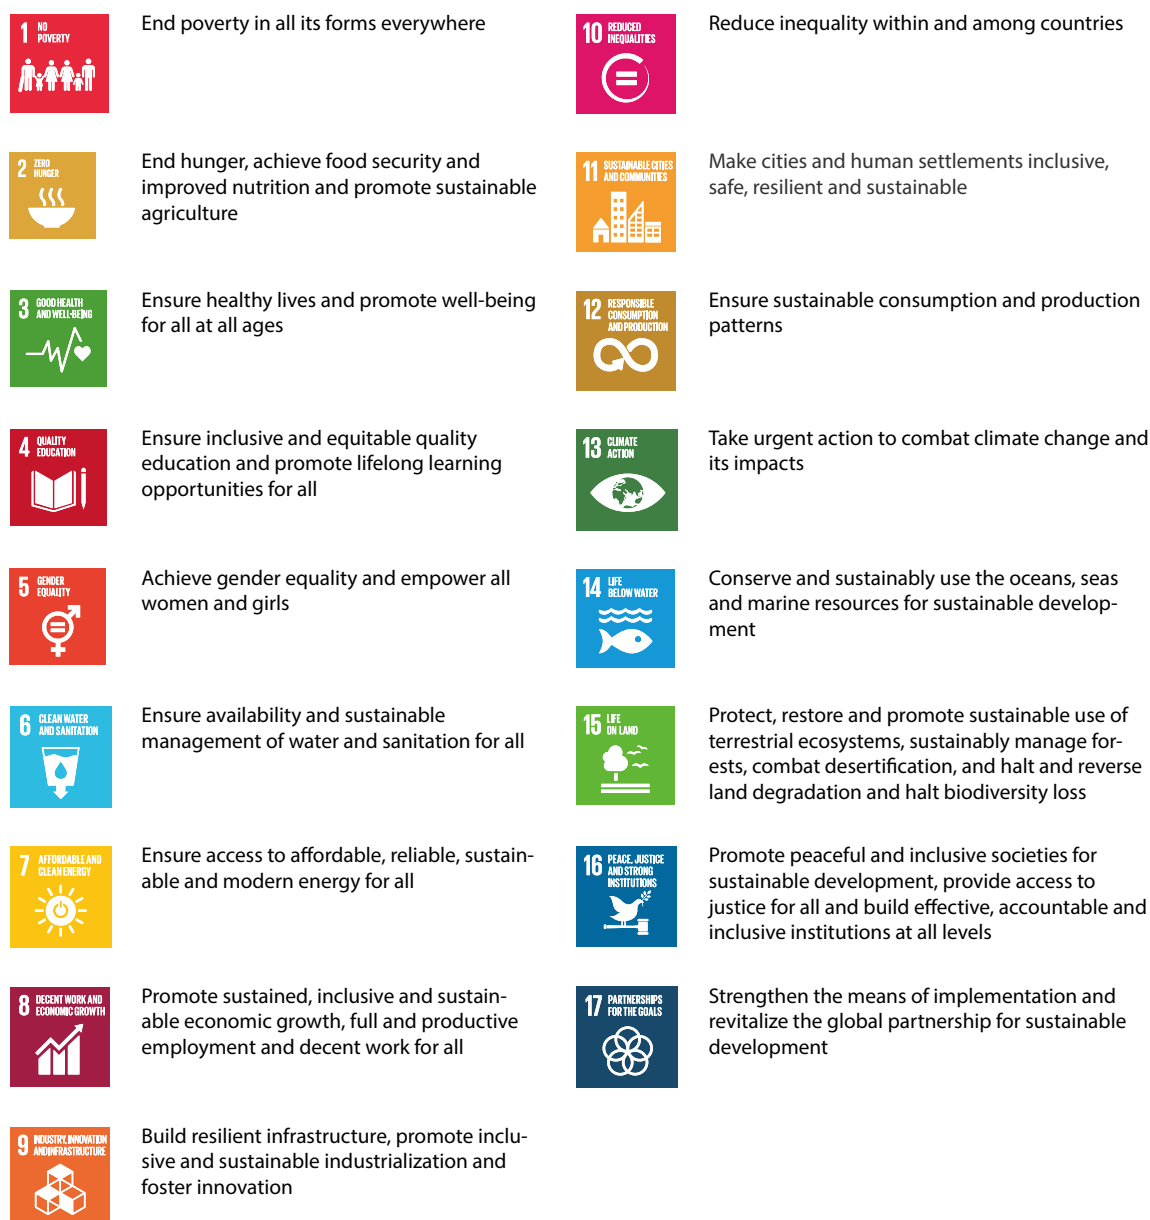 1 NO
POVERTY
End poverty in all its forms everywhere
2 ZERO
HUNGER
End hunger, achieve food security and
improved nutrition and promote sustainable
agriculture
3 GOOD HEALTH
AND WELL-BEING
Ensure healthy lives and promote well-being
for all at all ages
4 QUALITY
EDUCATION
Ensure inclusive and equitable quality
education and promote lifelong learning
opportunities for all
5 GENDER
EQUALITY
Achieve gender equality and empower all
women and girls
6 CLEAN WATER
AND SANITATION
Ensure availability and sustainable
management of water and sanitation for all
7 AFFORDABLE AND
CLEAN ENERGY
Ensure access to affordable, reliable, sustain-
able and modern energy for all
8 DECENT WORK AND
ECONOMIC GROWTH
Promote sustained, inclusive and sustain-
able economic growth, full and productive
employment and decent work for all
9 INDUSTRY, INNOVATION
AND INFRASTRUCTURE
Build resilient infrastructure, promote inclu-
sive and sustainable industrialization and
foster innovation
10 REDUCED
INEQUALITIES
Reduce inequality within and among countries
11 SUSTAINABLE CITIES
AND COMMUNITIES
Make cities and human settlements inclusive,
safe, resilient and sustainable
12 RESPONSIBLE
CONSUMPTION
AND PRODUCTION
Ensure sustainable consumption and production
patterns
13 CLIMATE
ACTION
Take urgent action to combat climate change and
its impacts
14 LIFE
BELOW WATER
Conserve and sustainably use the oceans, seas
and marine resources for sustainable develop-
ment
15 LIFE
ON LAND
Protect, restore and promote sustainable use of
terrestrial ecosystems, sustainably manage for-
ests, combat desertification, and halt and reverse
land degradation and halt biodiversity loss
16 PEACE, JUSTICE
AND STRONG
INSTITUTIONS
Promote peaceful and inclusive societies for
sustainable development, provide access to
justice for all and build effective, accountable and
inclusive institutions at all levels
17 PARTNERSHIPS
FOR THE GOALS
Strengthen the means of implementation and
revitalize the global partnership for sustainable
development